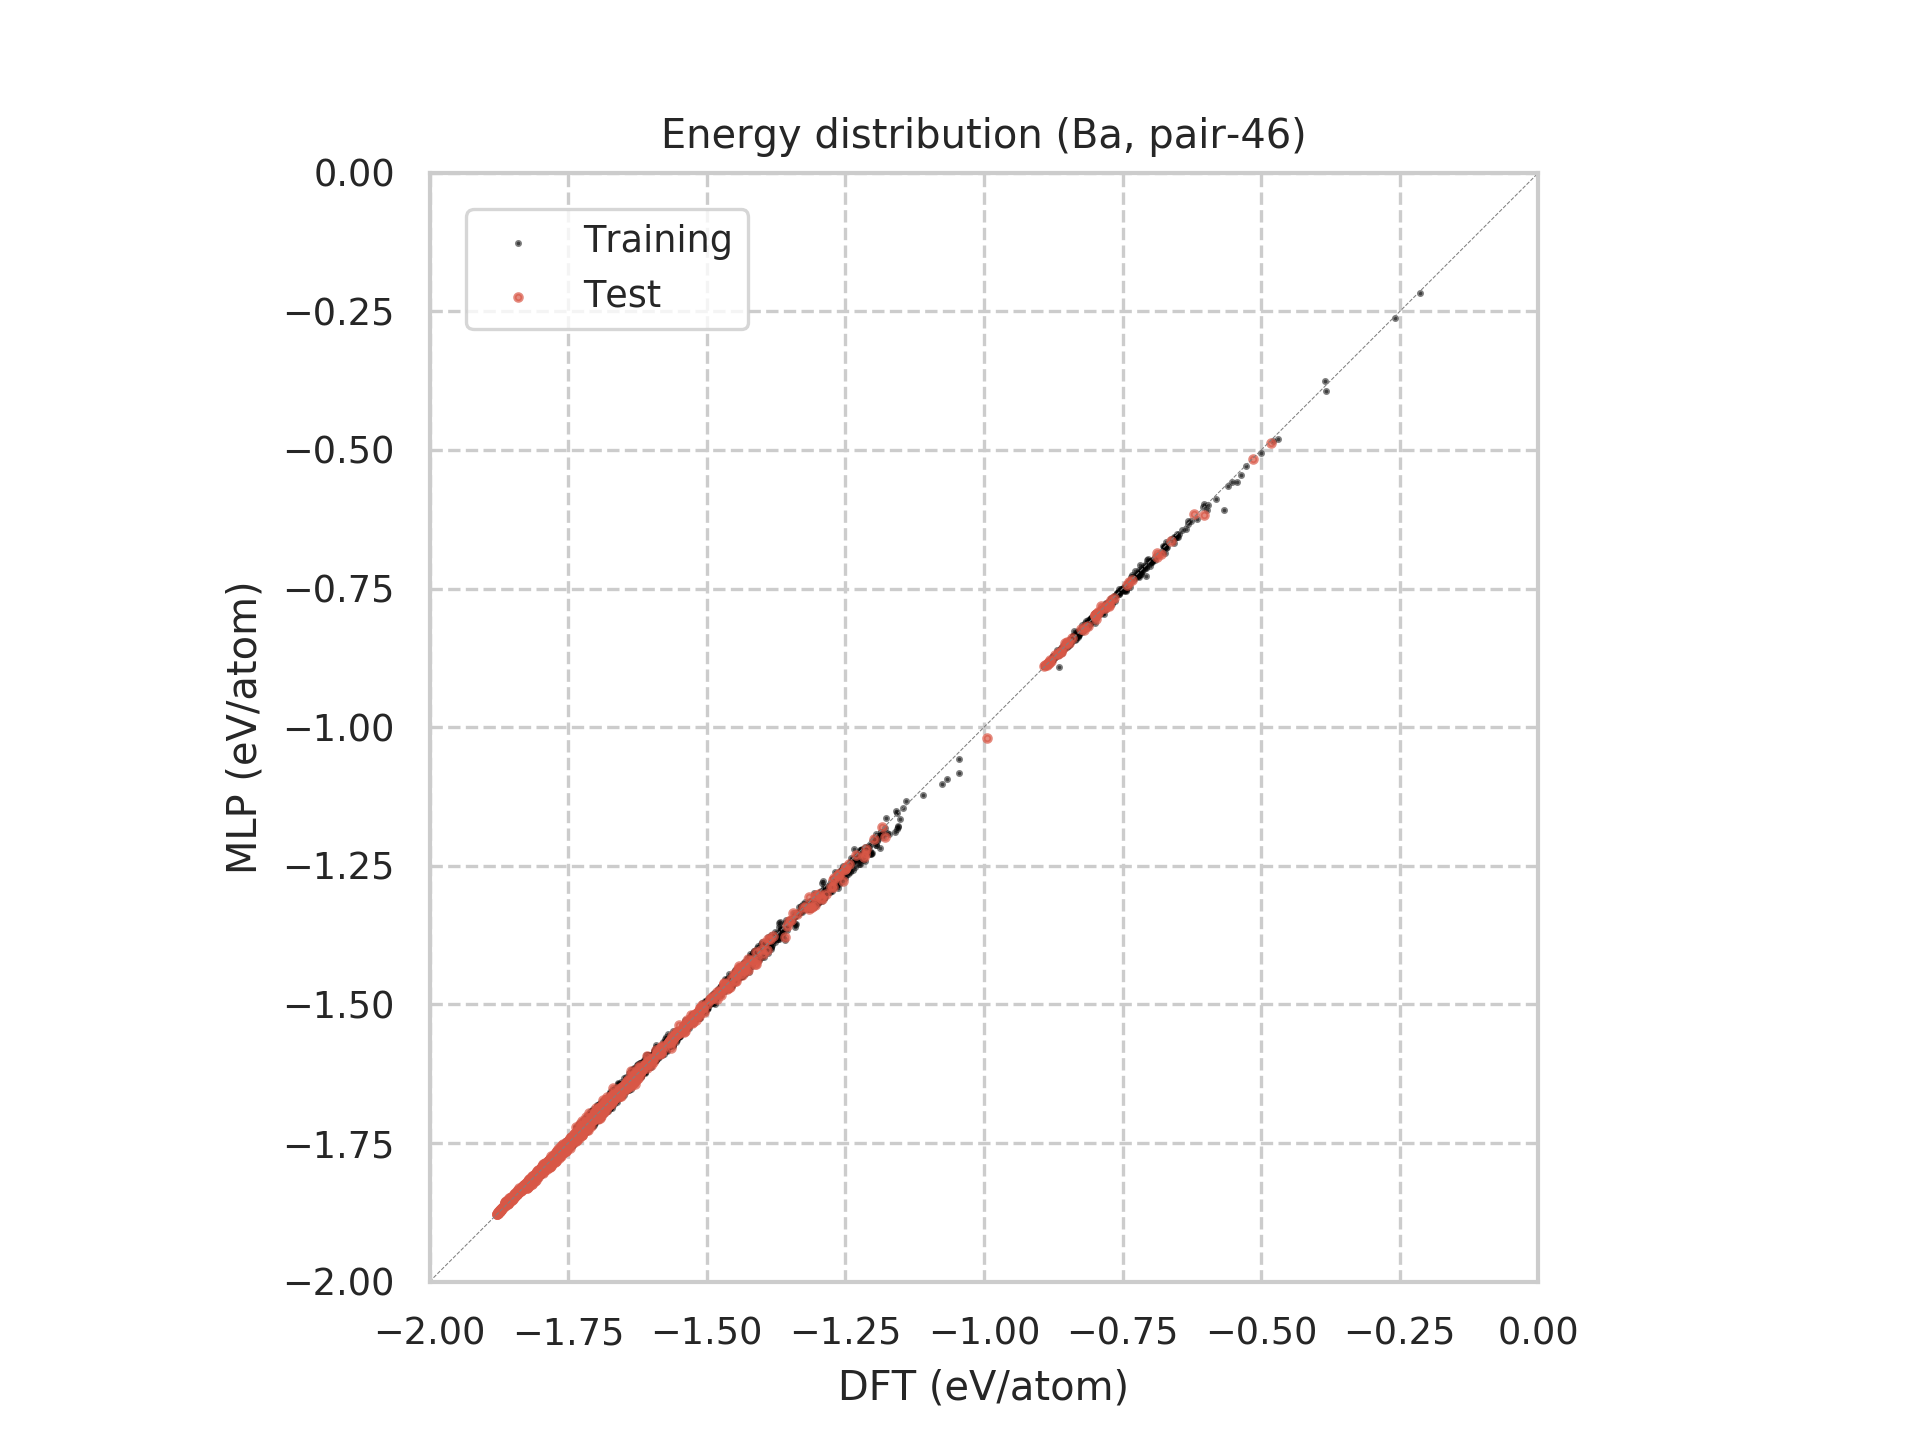 Energy distribution (Ba, pair-46)
0.00
−0.25
−0.50
−0.75
−1.00
−1.25
−1.50
−1.75
−2.00
MLP (eV/atom)
Training
Test
−2.00 −1.75 −1.50 −1.25 −1.00 −0.75 −0.50 −0.25 0.00
DFT (eV/atom)